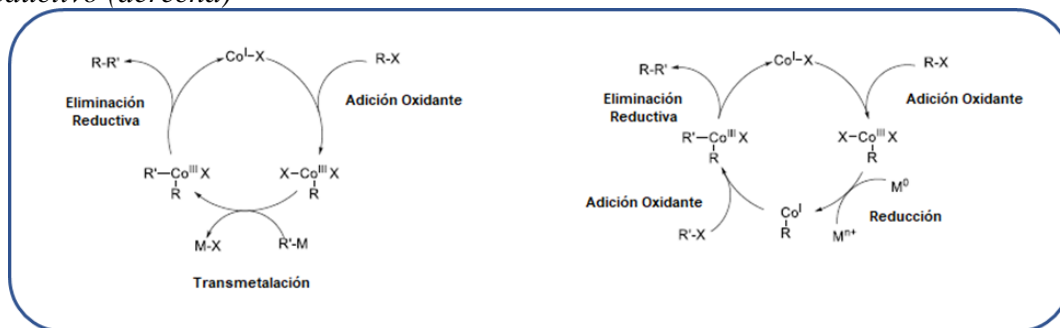 (derecha)
Co^I–X
R-R'
R-X
Eliminación
Reductiva
Adición Oxidante
R'—Co^III X
R
X—Co^III X
R
M-X
R'-M
Transmetalación
Co^I–X
R-R'
R-X
Eliminación
Reductiva
Adición Oxidante
R'—Co^III X
R
X—Co^III X
R
M^0
Adición Oxidante
Co^I
R
Reducción
R'-X
M^n+